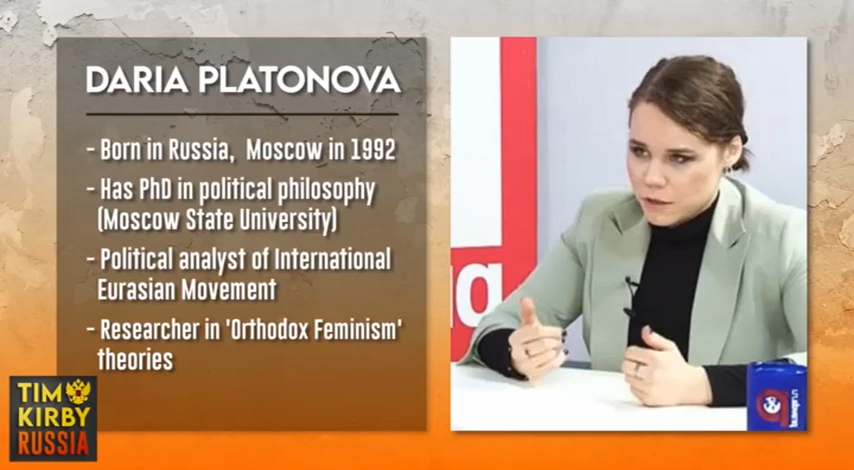 DARIA PLATONOVA
- Born in Russia, Moscow in 1992
- Has PhD in political philosophy
(Moscow State University)
- Political analyst of International
Eurasian Movement
- Researcher in 'Orthodox Feminism'
theories
TIM
KIRBY
RUSSIA